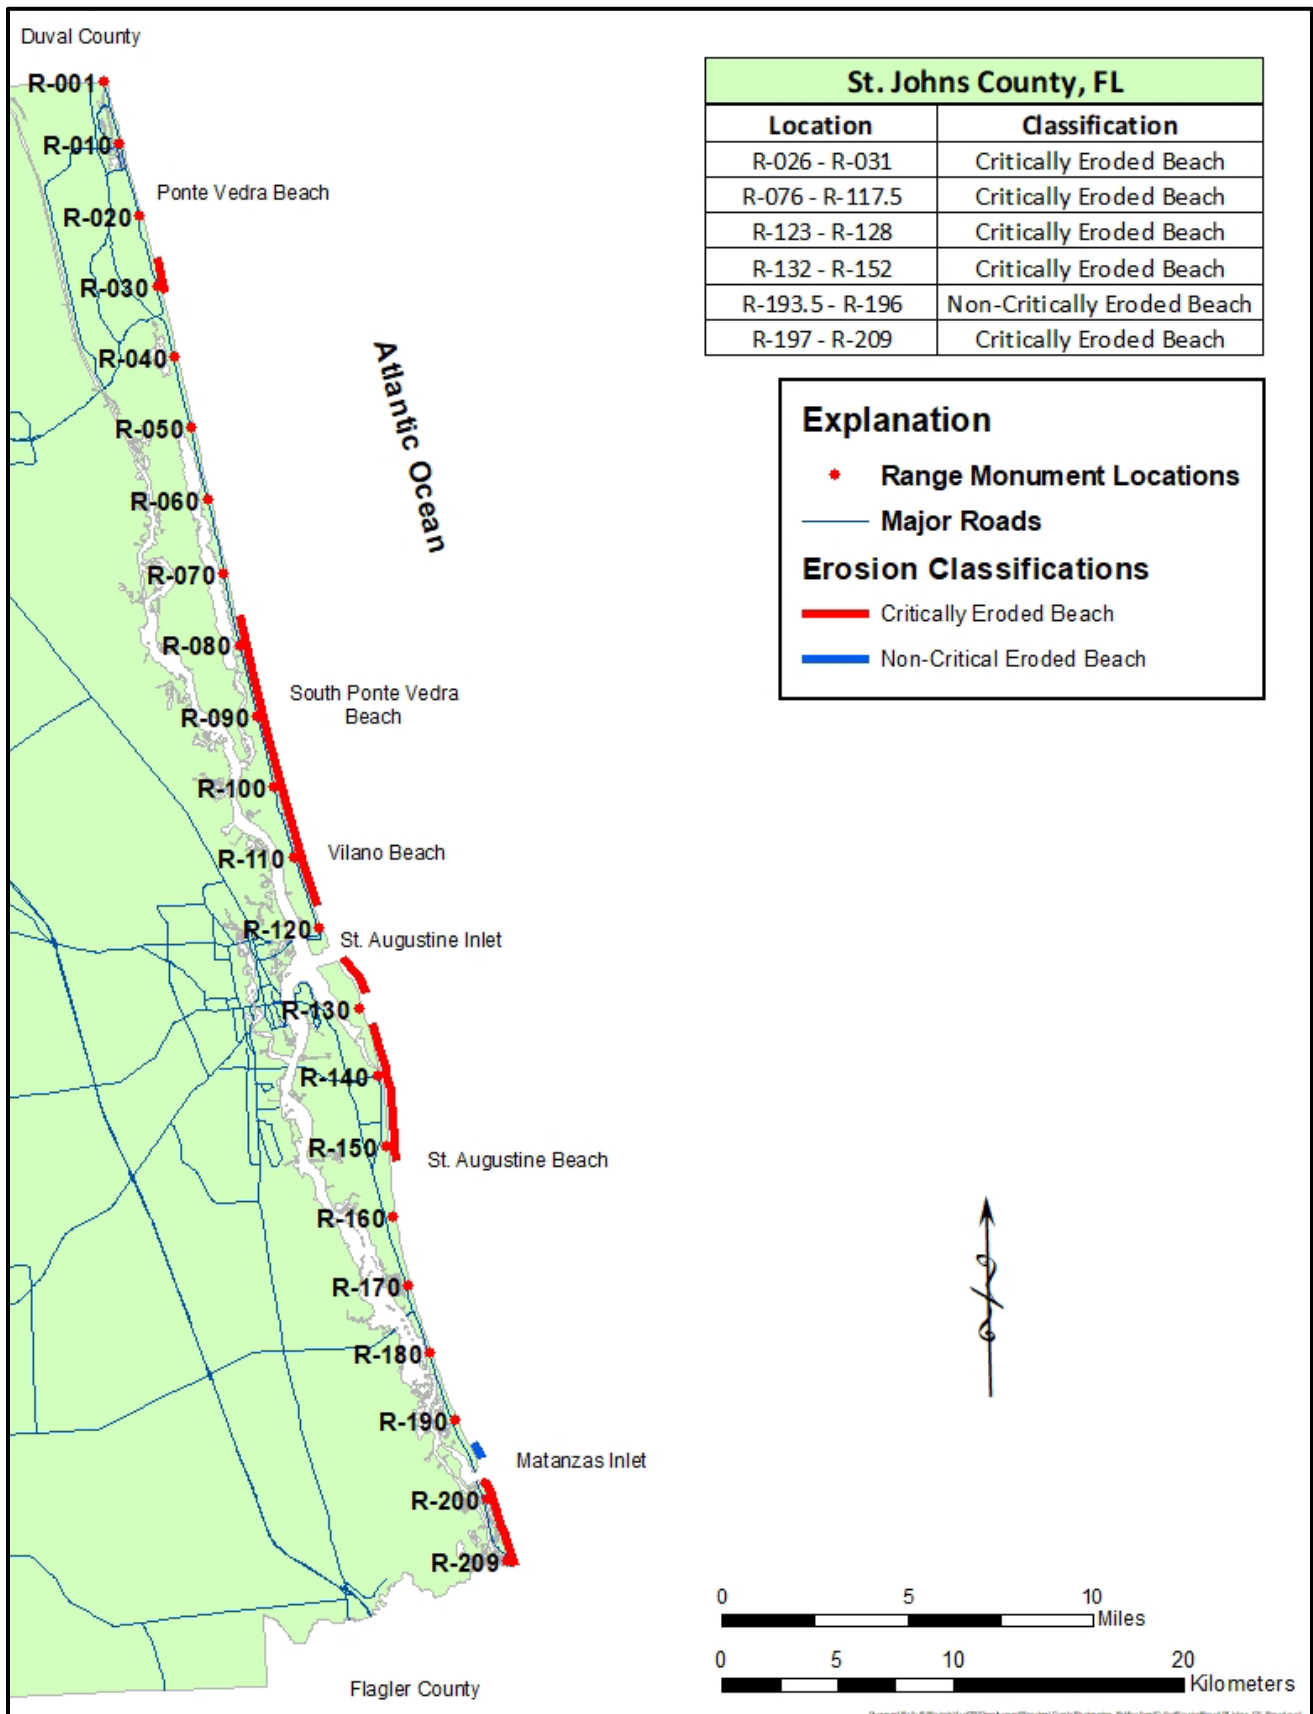 Duval County
R-001
R-010
Ponte Vedra Beach
R-020
R-030
R-040
R-050
R-060
R-070
R-080
South Ponte Vedra
Beach
R-090
R-100
R-110
Vilano Beach
R-120
St. Augustine Inlet
R-130
R-140
R-150
St. Augustine Beach
R-160
R-170
R-180
R-190
Matanzas Inlet
R-200
R-209
Flagler County
Atlantic Ocean
St. Johns County, FL
Location Classification
R-026 - R-031 Critically Eroded Beach
R-076 - R-117.5 Critically Eroded Beach
R-123 - R-128 Critically Eroded Beach
R-132 - R-152 Critically Eroded Beach
R-193.5 - R-196 Non-Critically Eroded Beach
R-197 - R-209 Critically Eroded Beach
Explanation
Range Monument Locations
Major Roads
Erosion Classifications
Critically Eroded Beach
Non-Critical Eroded Beach
0 5 10
Miles
0 5 10 20
Kilometers